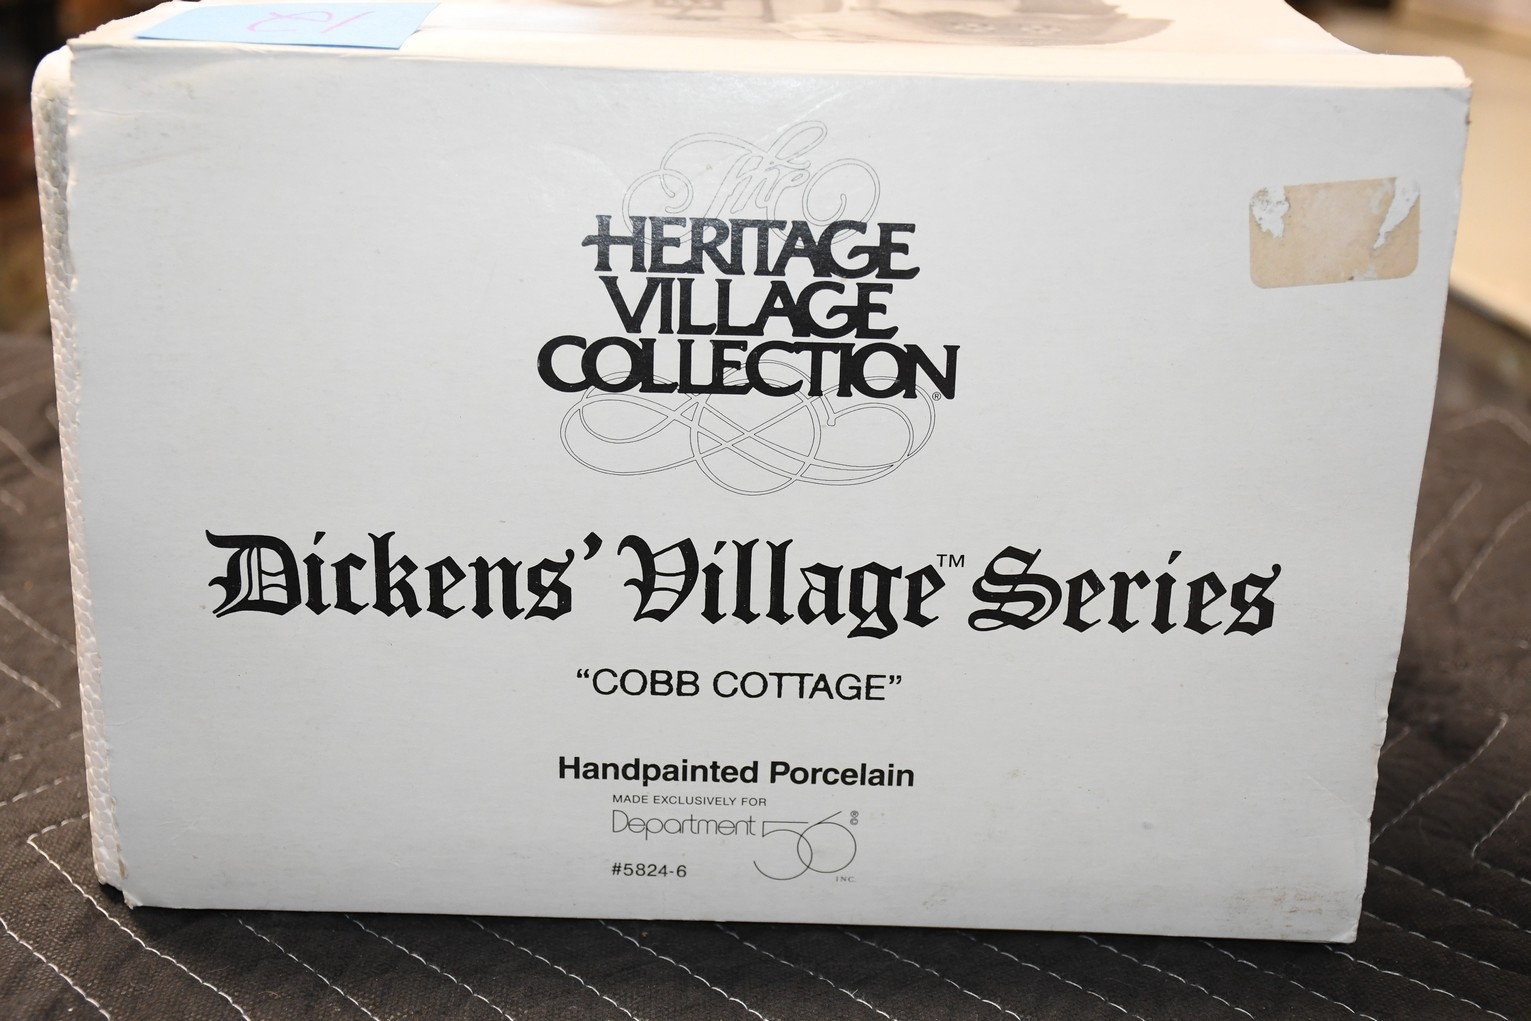 The
HERITAGE
VILLAGE
COLLECTION®
Dickens' Village™ Series
“COBB COTTAGE”
Handpainted Porcelain
MADE EXCLUSIVELY FOR
Department 56 ®©
INC.
#5824-6